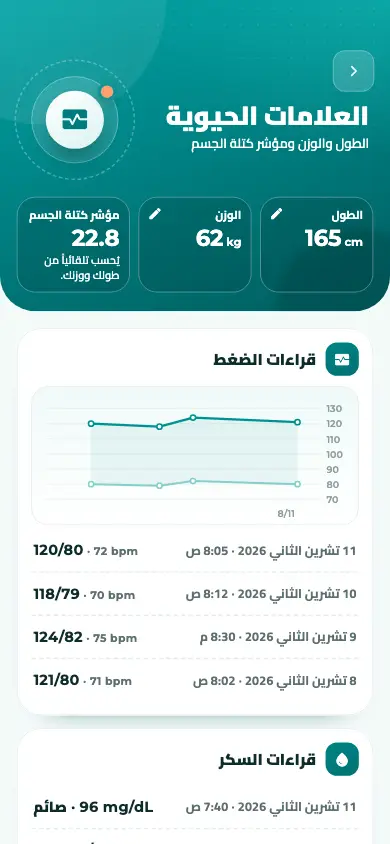 العلامات الحيوية
الطول والوزن ومؤشر كتلة الجسم
الطول
165 cm
الوزن
62 kg
مؤشر كتلة الجسم
22.8
يُحسب تلقائياً من
طولك ووزنك.
قراءات الضغط
130
120
110
100
90
80
70
8/11
11 تشرين الثاني 2026 · 8:05 ص
120/80 · 72 bpm
10 تشرين الثاني 2026 · 8:12 ص
118/79 · 70 bpm
9 تشرين الثاني 2026 · 8:30 م
124/82 · 75 bpm
8 تشرين الثاني 2026 · 8:02 ص
121/80 · 71 bpm
قراءات السكر
11 تشرين الثاني 2026 · 7:40 ص
96 mg/dL · صائم